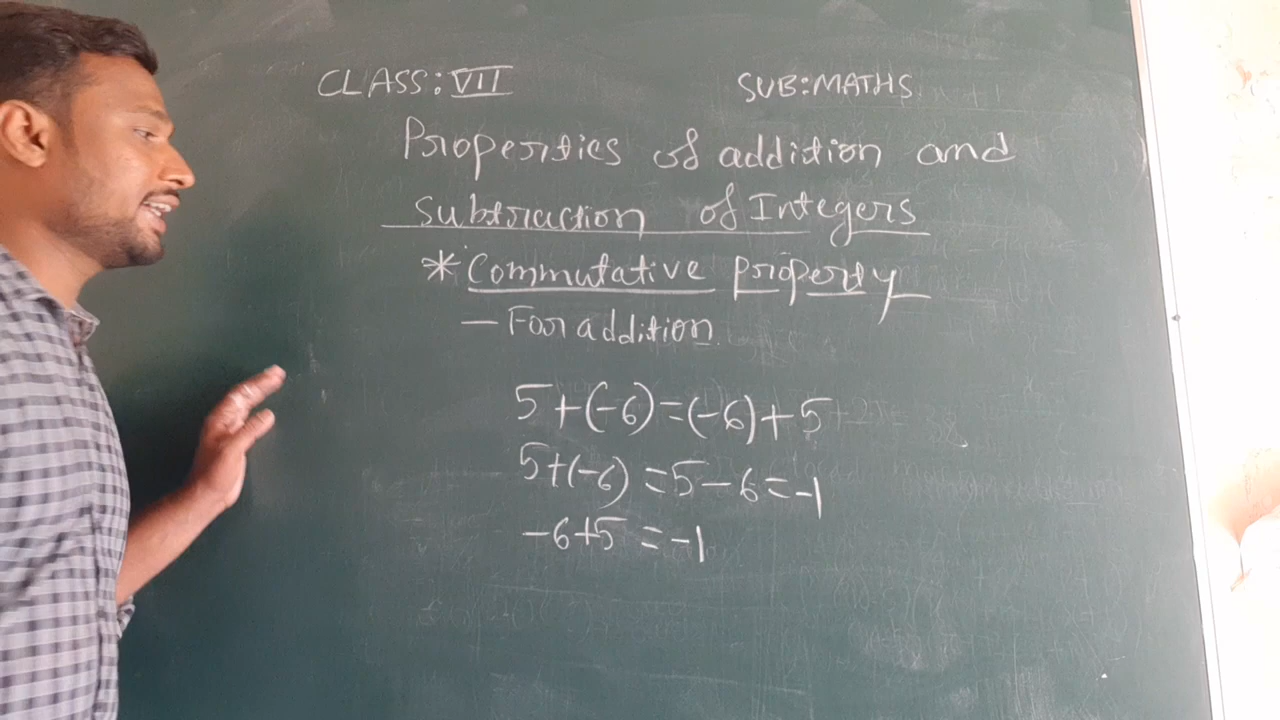 CLASS: VII SUB: MATHS
Properties of addition and
subtraction of Integers
* Commutative property
- For addition
5+(-6)=(-6)+5
5+(-6)=5-6=-1
-6+5=-1